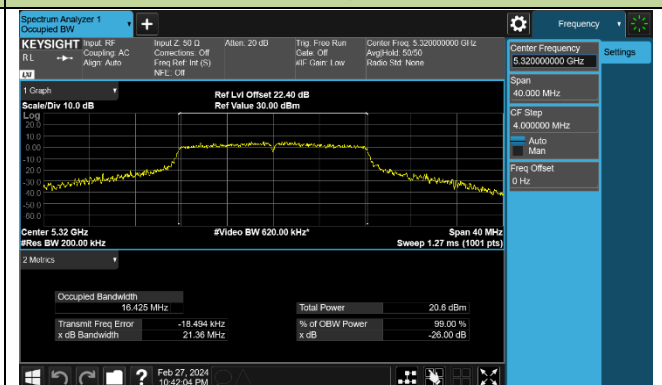 Spectrum Analyzer 1
Occupied BW
+
Frequency
KEYSIGHT
RL
Input: RF
Coupling: AC
Align: Auto
Input Z: 50 Ω
Corrections: Off
Freq Ref: Int (S)
NFE: Off
Atten: 20 dB
Trig: Free Run
Gate: Off
#IF Gain: Low
Center Freq: 5.320000000 GHz
Avg|Hold: 50/50
Radio Std: None
LXI
Center Frequency
5.320000000 GHz
Settings
Span
40.000 MHz
CF Step
4.000000 MHz
Auto
Man
Freq Offset
0 Hz
1 Graph
Scale/Div 10.0 dB
Ref Lvl Offset 22.40 dB
Ref Value 30.00 dBm
Log
20.0
10.0
0.00
-10.0
-20.0
-30.0
-40.0
-50.0
-60.0
Center 5.32 GHz
#Video BW 620.00 kHz*
Span 40 MHz
#Res BW 200.00 kHz
Sweep 1.27 ms (1001 pts)
2 Metrics
Occupied Bandwidth
16.425 MHz
Total Power
20.6 dBm
Transmit Freq Error
-18.494 kHz
% of OBW Power
99.00 %
x dB Bandwidth
21.36 MHz
x dB
-26.00 dB
?
Feb 27, 2024
10:42:04 PM